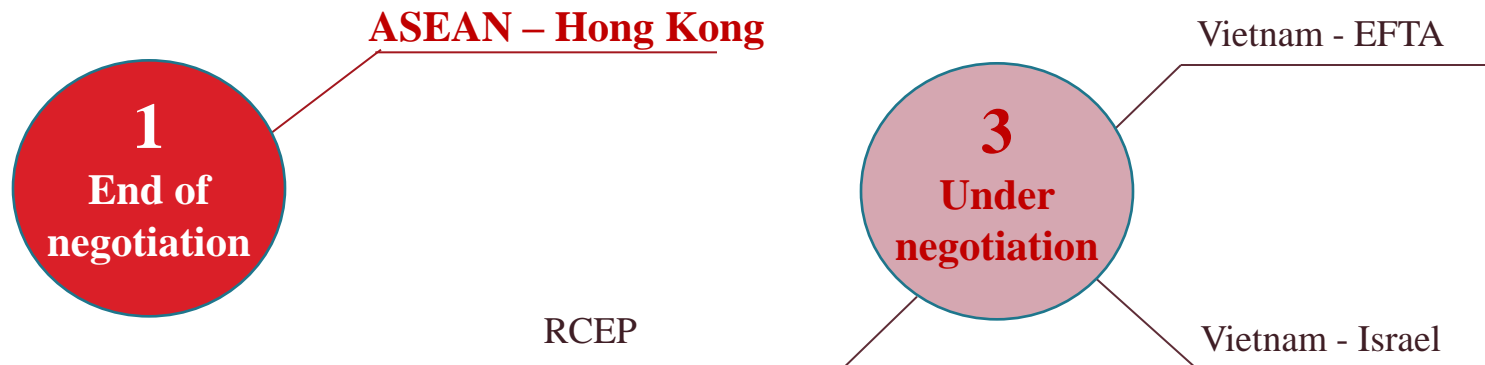 ASEAN – Hong Kong
1
End of
negotiation
Vietnam - EFTA
3
Under
negotiation
RCEP
Vietnam - Israel